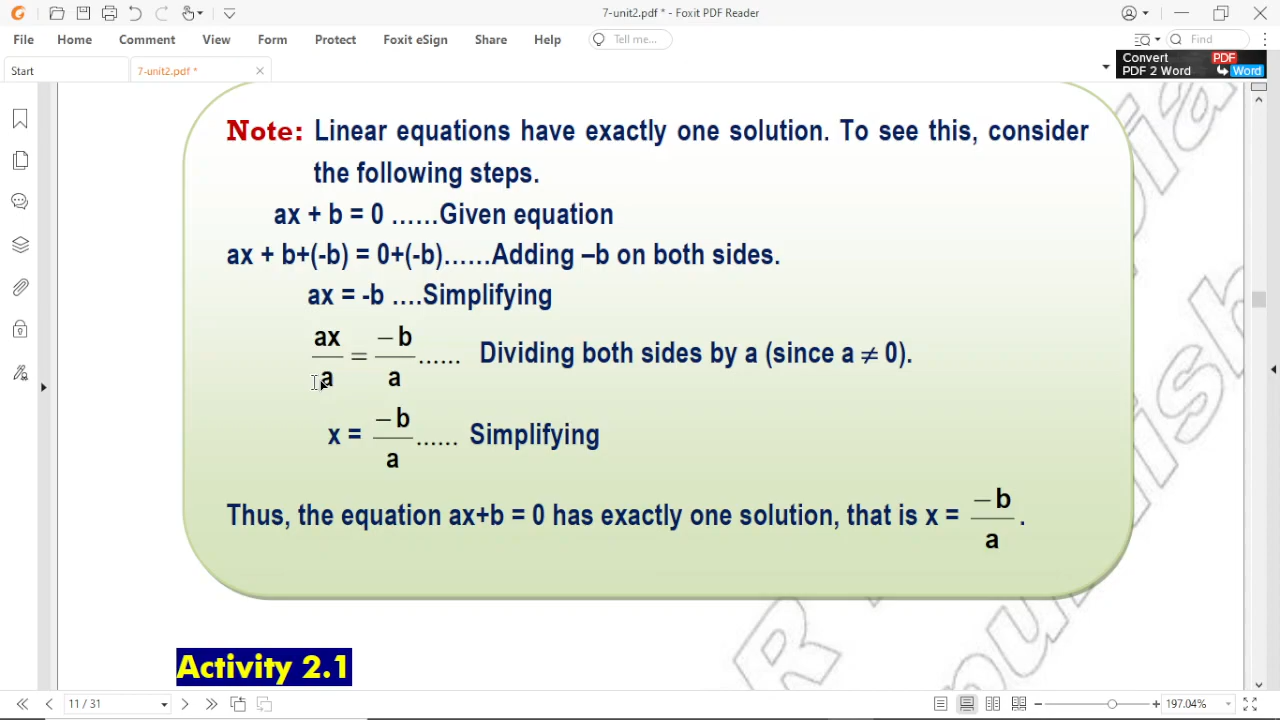 7-unit2.pdf * - Foxit PDF Reader
File Home Comment View Form Protect Foxit eSign Share Help Tell me... Find
Start 7-unit2.pdf *
Convert PDF
PDF 2 Word Word
Note: Linear equations have exactly one solution. To see this, consider
the following steps.
ax + b = 0 ......Given equation
ax + b+(-b) = 0+(-b)......Adding –b on both sides.
ax = -b ....Simplifying
ax/a = −b/a ...... Dividing both sides by a (since a ≠ 0).
x = −b/a ...... Simplifying
Thus, the equation ax+b = 0 has exactly one solution, that is x = −b/a .
Activity 2.1
11 / 31 197.04%